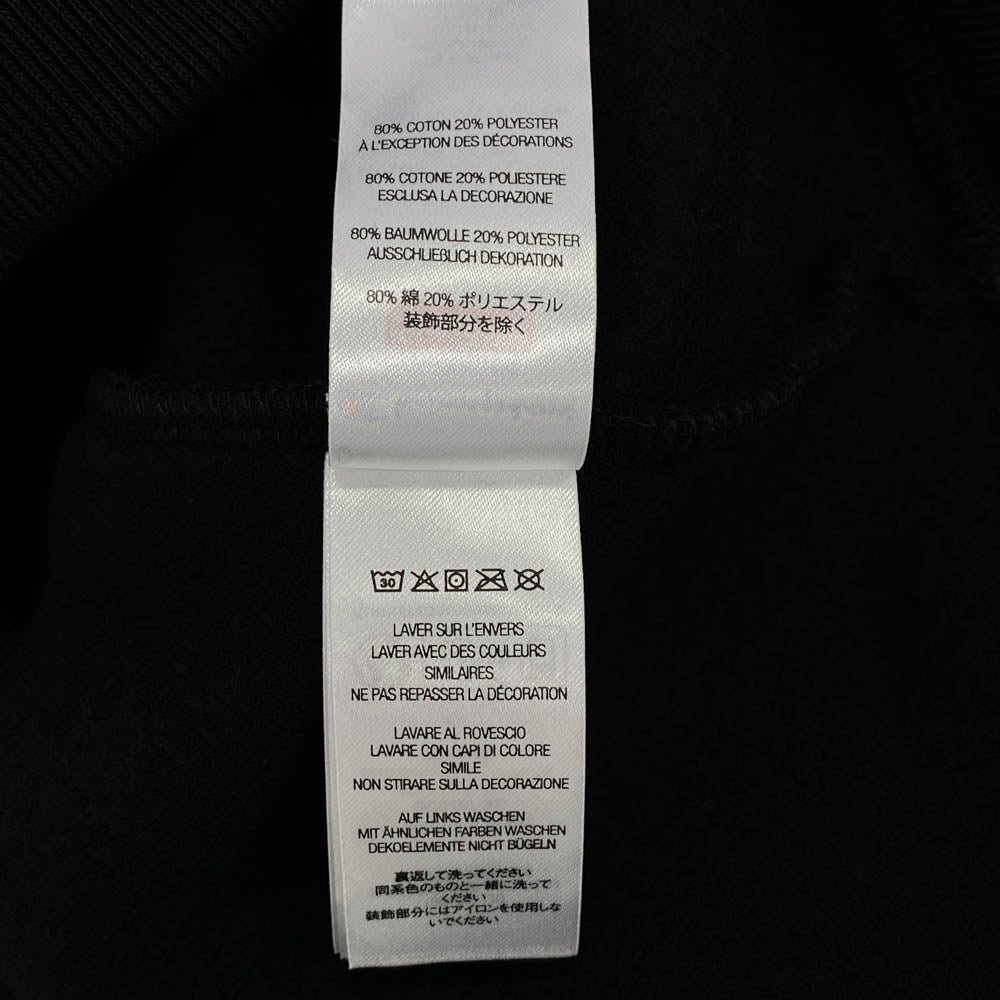 80% COTON 20% POLYESTER
À L'EXCEPTION DES DÉCORATIONS
80% COTONE 20% POLIESTERE
ESCLUSA LA DECORAZIONE
80% BAUMWOLLE 20% POLYESTER
AUSSCHLIEßLICH DEKORATION
80% 綿 20% ポリエステル
装飾部分を除く
30
LAVER SUR L'ENVERS
LAVER AVEC DES COULEURS
SIMILAIRES
NE PAS REPASSER LA DÉCORATION
LAVARE AL ROVESCIO
LAVARE CON CAPI DI COLORE
SIMILE
NON STIRARE SULLA DECORAZIONE
AUF LINKS WASCHEN
MIT ÄHNLICHEN FARBEN WASCHEN
DEKOELEMENTE NICHT BÜGELN
裏返して洗ってください
同系色のものと一緒に洗って
ください
装飾部分にはアイロンを使用しな
いでください